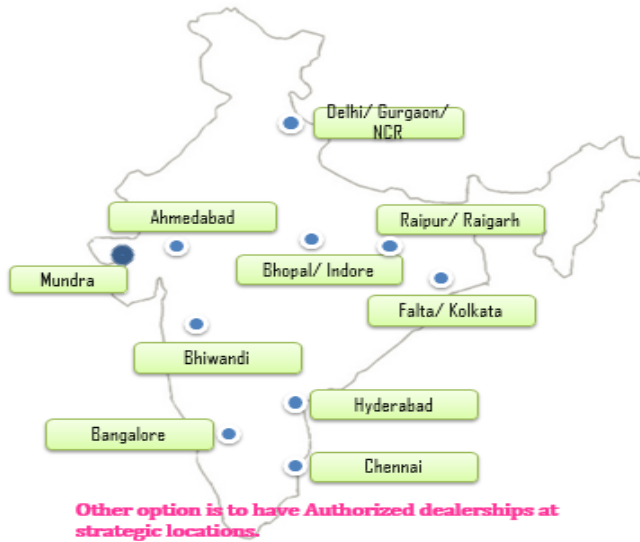 Delhi/ Gurgaon/
NCR
Ahmedabad
Raipur/ Raigarh
Mundra
Bhopal/ Indore
Falta/ Kolkata
Bhiwandi
Hyderabad
Bangalore
Chennai
Other option is to have Authorized dealerships at
strategic locations.